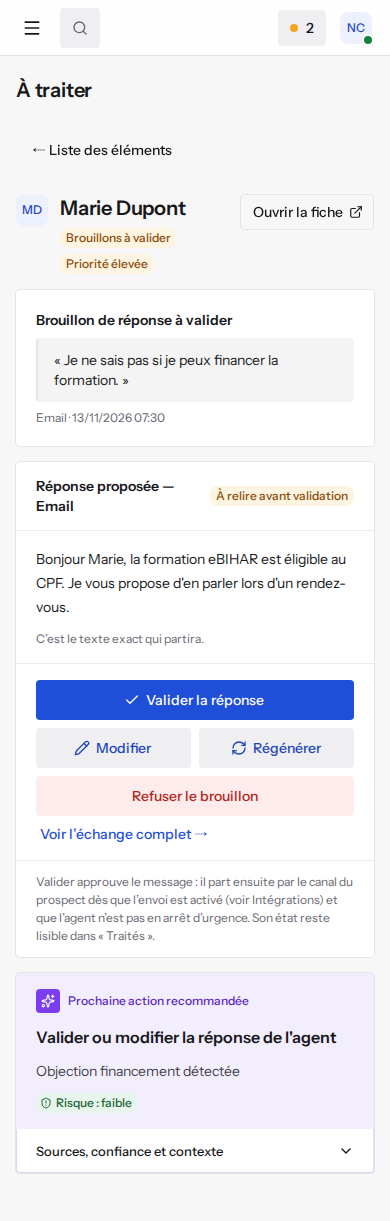 2
NC
À traiter
← Liste des éléments
MD
Marie Dupont
Ouvrir la fiche
Brouillons à valider
Priorité élevée
Brouillon de réponse à valider
« Je ne sais pas si je peux financer la
formation. »
Email · 13/11/2026 07:30
Réponse proposée —
Email
À relire avant validation
Bonjour Marie, la formation eBIHAR est éligible au
CPF. Je vous propose d'en parler lors d'un rendez-
vous.
C'est le texte exact qui partira.
Valider la réponse
Modifier
Régénérer
Refuser le brouillon
Voir l'échange complet →
Valider approuve le message : il part ensuite par le canal du
prospect dès que l'envoi est activé (voir Intégrations) et
que l'agent n'est pas en arrêt d'urgence. Son état reste
lisible dans « Traités ».
Prochaine action recommandée
Valider ou modifier la réponse de l'agent
Objection financement détectée
Risque : faible
Sources, confiance et contexte